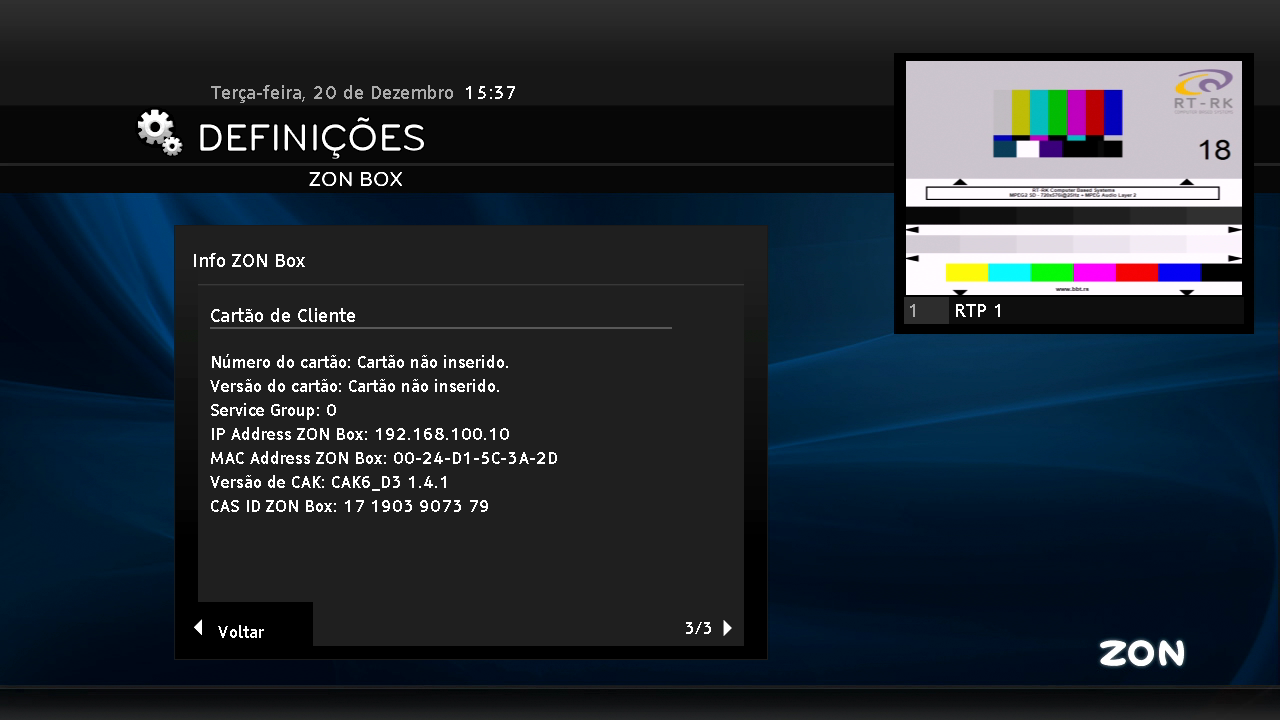 Terça-feira, 20 de Dezembro 15:37
DEFINIÇÕES
ZON BOX
RT-RK
COMPUTER BASED SYSTEMS
18
RT-RK Computer Based Systems
MPEG2 SD - 720x576i@25Hz + MPEG Audio Layer 2
www.bbt.rs
1 RTP 1
Info ZON Box
Cartão de Cliente
Número do cartão: Cartão não inserido.
Versão do cartão: Cartão não inserido.
Service Group: 0
IP Address ZON Box: 192.168.100.10
MAC Address ZON Box: 00-24-D1-5C-3A-2D
Versão de CAK: CAK6_D3 1.4.1
CAS ID ZON Box: 17 1903 9073 79
Voltar
3/3
ZON